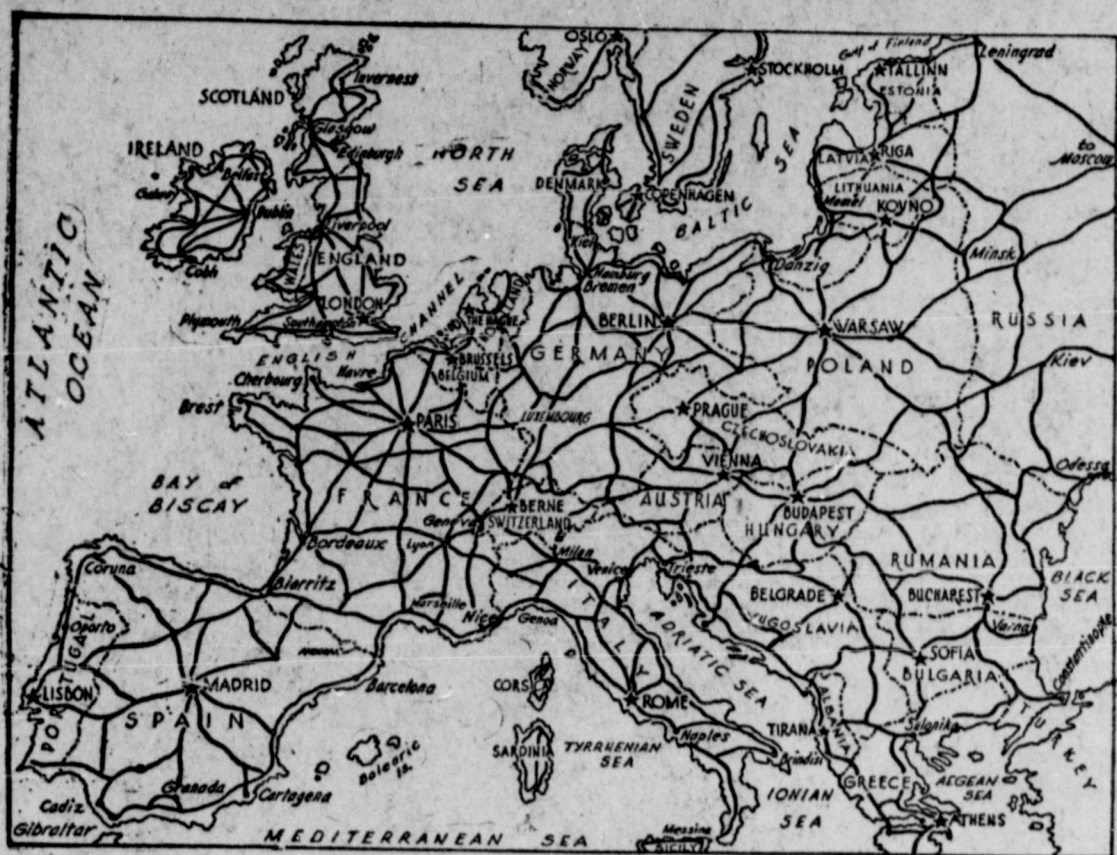 OSLO
NORWAY
Gulf of Finland
Leningrad
STOCKHOLM
TALLINN
ESTONIA
Inverness
SCOTLAND
SWEDEN
Glasgow
Edinburgh
NORTH
SEA
SEA
LATVIA
RIGA
to
Moscow
IRELAND
Belfast
DENMARK
LITHUANIA
Memel
KOVNO
COPENHAGEN
BALTIC
Dublin
Liverpool
Kiel
Minsk
Cobh
WALES
ENGLAND
Danzig
Hamburg
Bremen
ATLANTIC
OCEAN
LONDON
CHANNEL
HOLLAND
THE HAGUE
Plymouth
Southampton
BERLIN
WARSAW
RUSSIA
ENGLISH
Havre
BRUSSELS
BELGIUM
GERMANY
POLAND
Kiev
Cherbourg
Brest
PARIS
LUXEMBOURG
PRAGUE
CZECHOSLOVAKIA
VIENNA
Odessa
BAY of
BISCAY
FRANCE
BERNE
SWITZERLAND
Geneva
AUSTRIA
BUDAPEST
HUNGARY
Bordeaux
Lyon
Milan
Venice
Trieste
RUMANIA
BLACK
SEA
Coruna
Biarritz
Marseille
Nice
Genoa
ITALY
BELGRADE
BUCHAREST
Varna
YUGOSLAVIA
Oporto
PORTUGAL
ADRIATIC SEA
SOFIA
BULGARIA
Constantinople
LISBON
MADRID
Barcelona
CORS
ROME
SPAIN
TIRANA
ALBANIA
Salonika
TURKEY
Naples
Brindisi
Balearic
Is.
SARDINIA
TYRRHENIAN
SEA
Granada
Cartagena
GREECE
AEGEAN
SEA
Cadiz
Gibraltar
IONIAN
SEA
ATHENS
MEDITERRANEAN SEA
Messina
SICILY